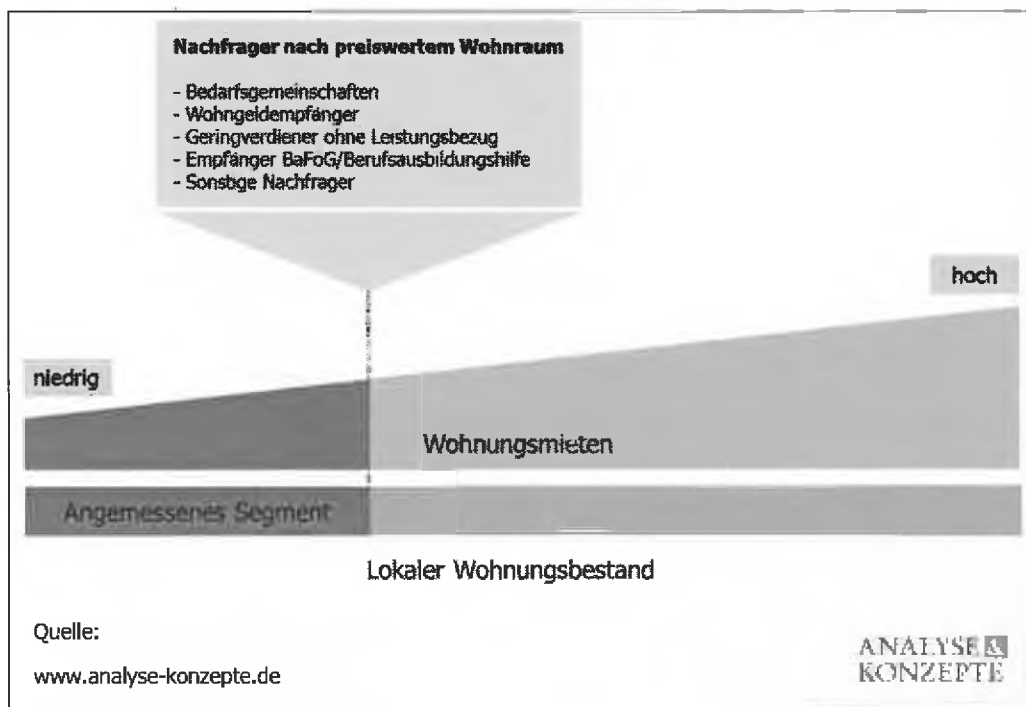 Nachfrager nach preiswertem Wohnraum
- Bedarfsgemeinschaften
- Wohngeldempfänger
- Geringverdiener ohne Leistungsbezug
- Empfänger BaFoG/Berufsausbildungshilfe
- Sonstige Nachfrager
hoch
niedrig
Wohnungsmieten
Angemessenes Segment
Lokaler Wohnungsbestand
Quelle:
www.analyse-konzepte.de
ANALYSE &
KONZEPTE